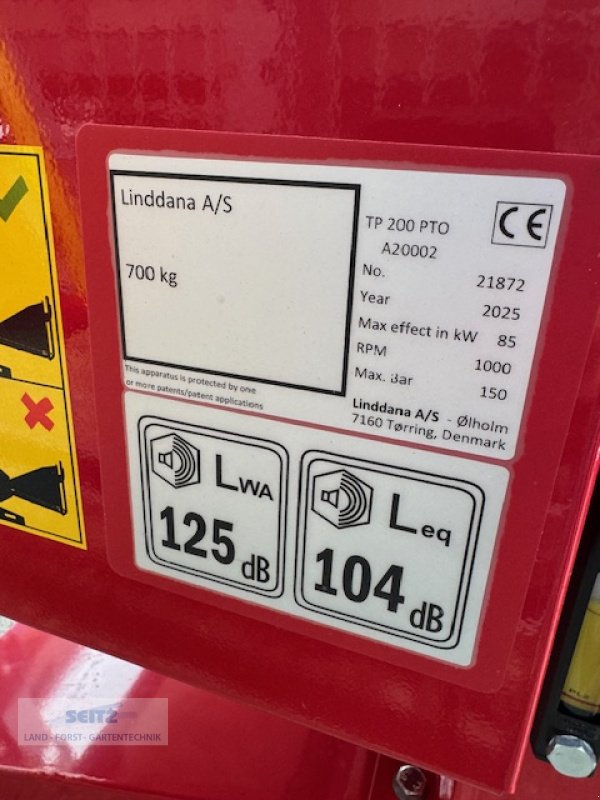 Linddana A/S
700 kg
This apparatus is protected by one
or more patents/patent applications
TP 200 PTO
A20002
No. 21872
Year 2025
Max effect in kW 85
RPM 1000
Max. Bar 150
Linddana A/S - Ølholm
7160 Tørring, Denmark
CE
LWA
125 dB
Leq
104 dB
SEITZ
LAND - FORST - GARTENTECHNIK